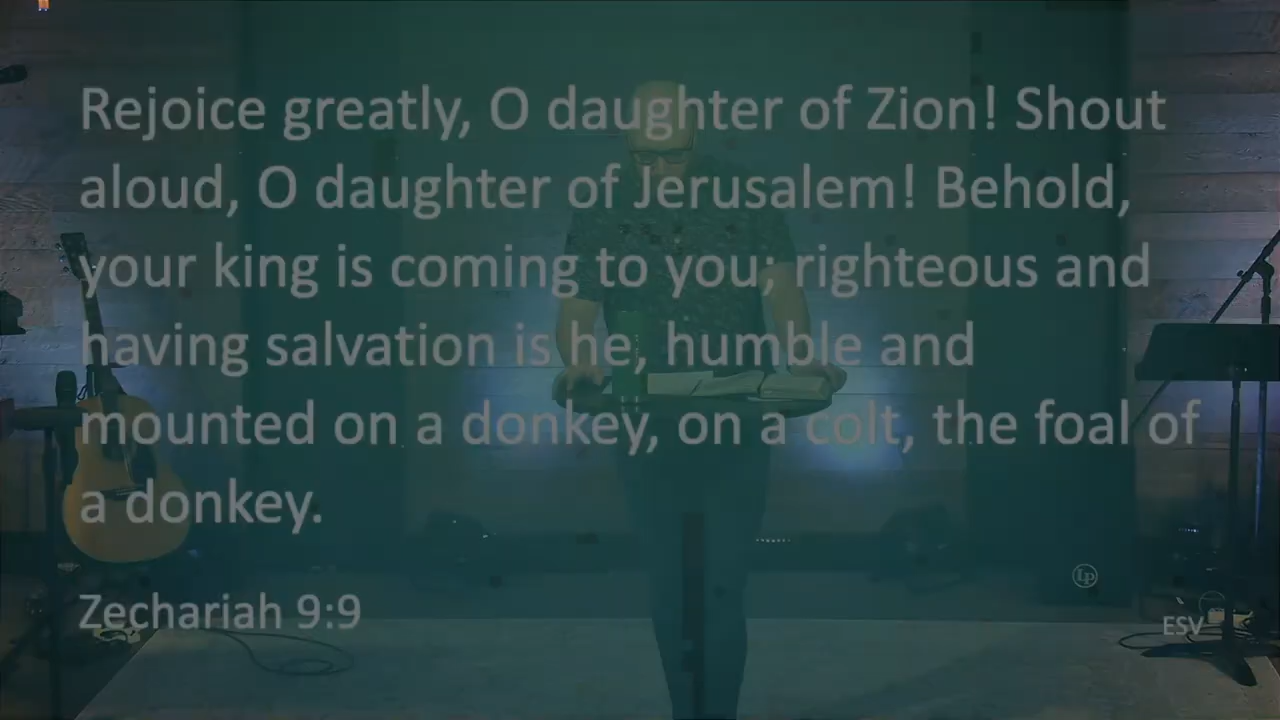 Rejoice greatly, O daughter of Zion! Shout
aloud, O daughter of Jerusalem! Behold,
your king is coming to you; righteous and
having salvation is he, humble and
mounted on a donkey, on a colt, the foal of
a donkey.
Zechariah 9:9
LP
ESV